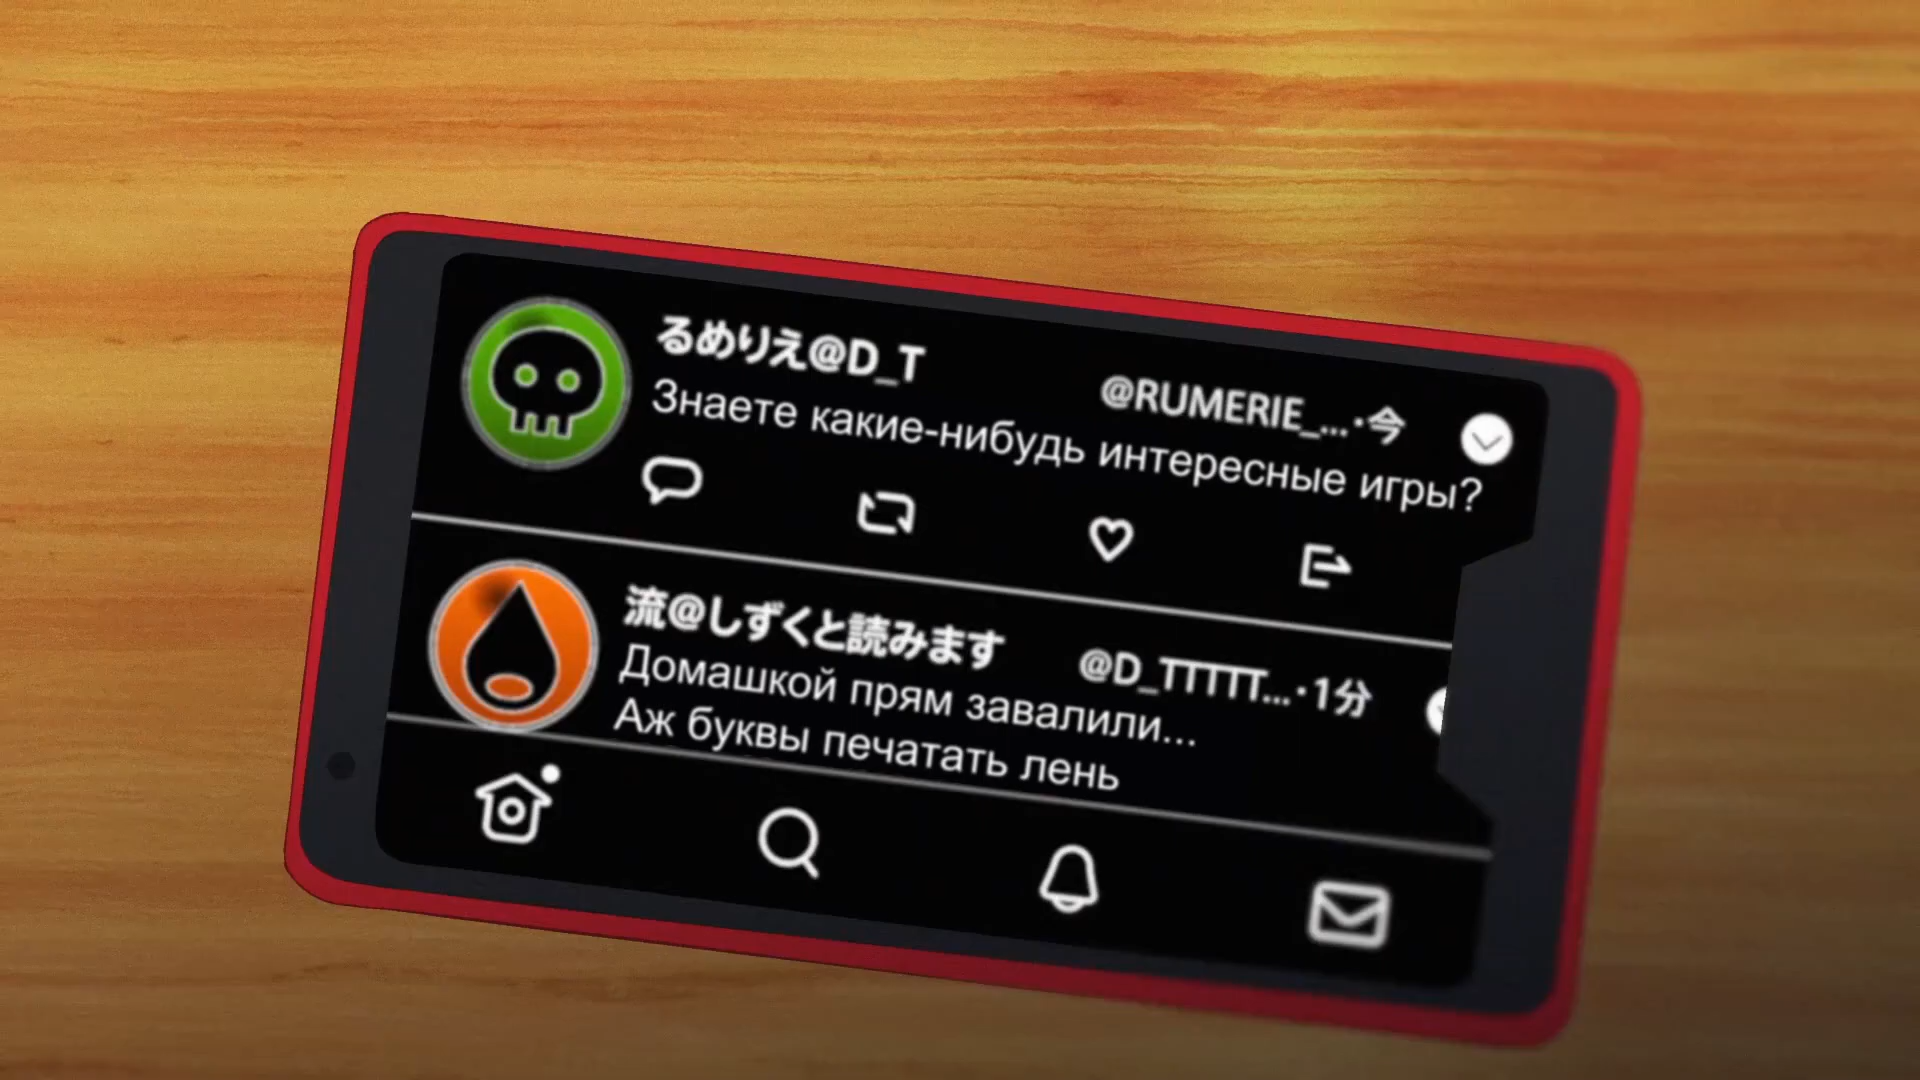 るめりえ@D_T
@RUMERIE_...・今
Знаете какие-нибудь интересные игры?
流@しずくと読みます
@D_TTTTTT...・1分
Домашкой прям завалили...
Аж буквы печатать лень